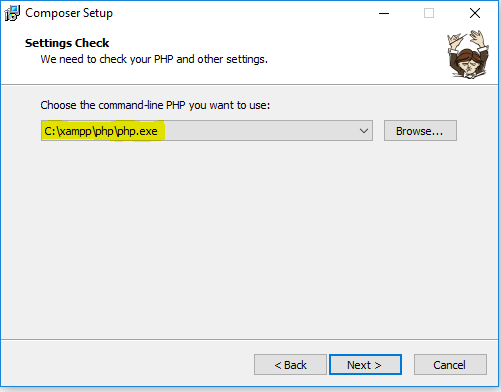 Composer Setup
Settings Check
We need to check your PHP and other settings.
Choose the command-line PHP you want to use:
C:\xampp\php\php.exe
Browse...
< Back
Next >
Cancel